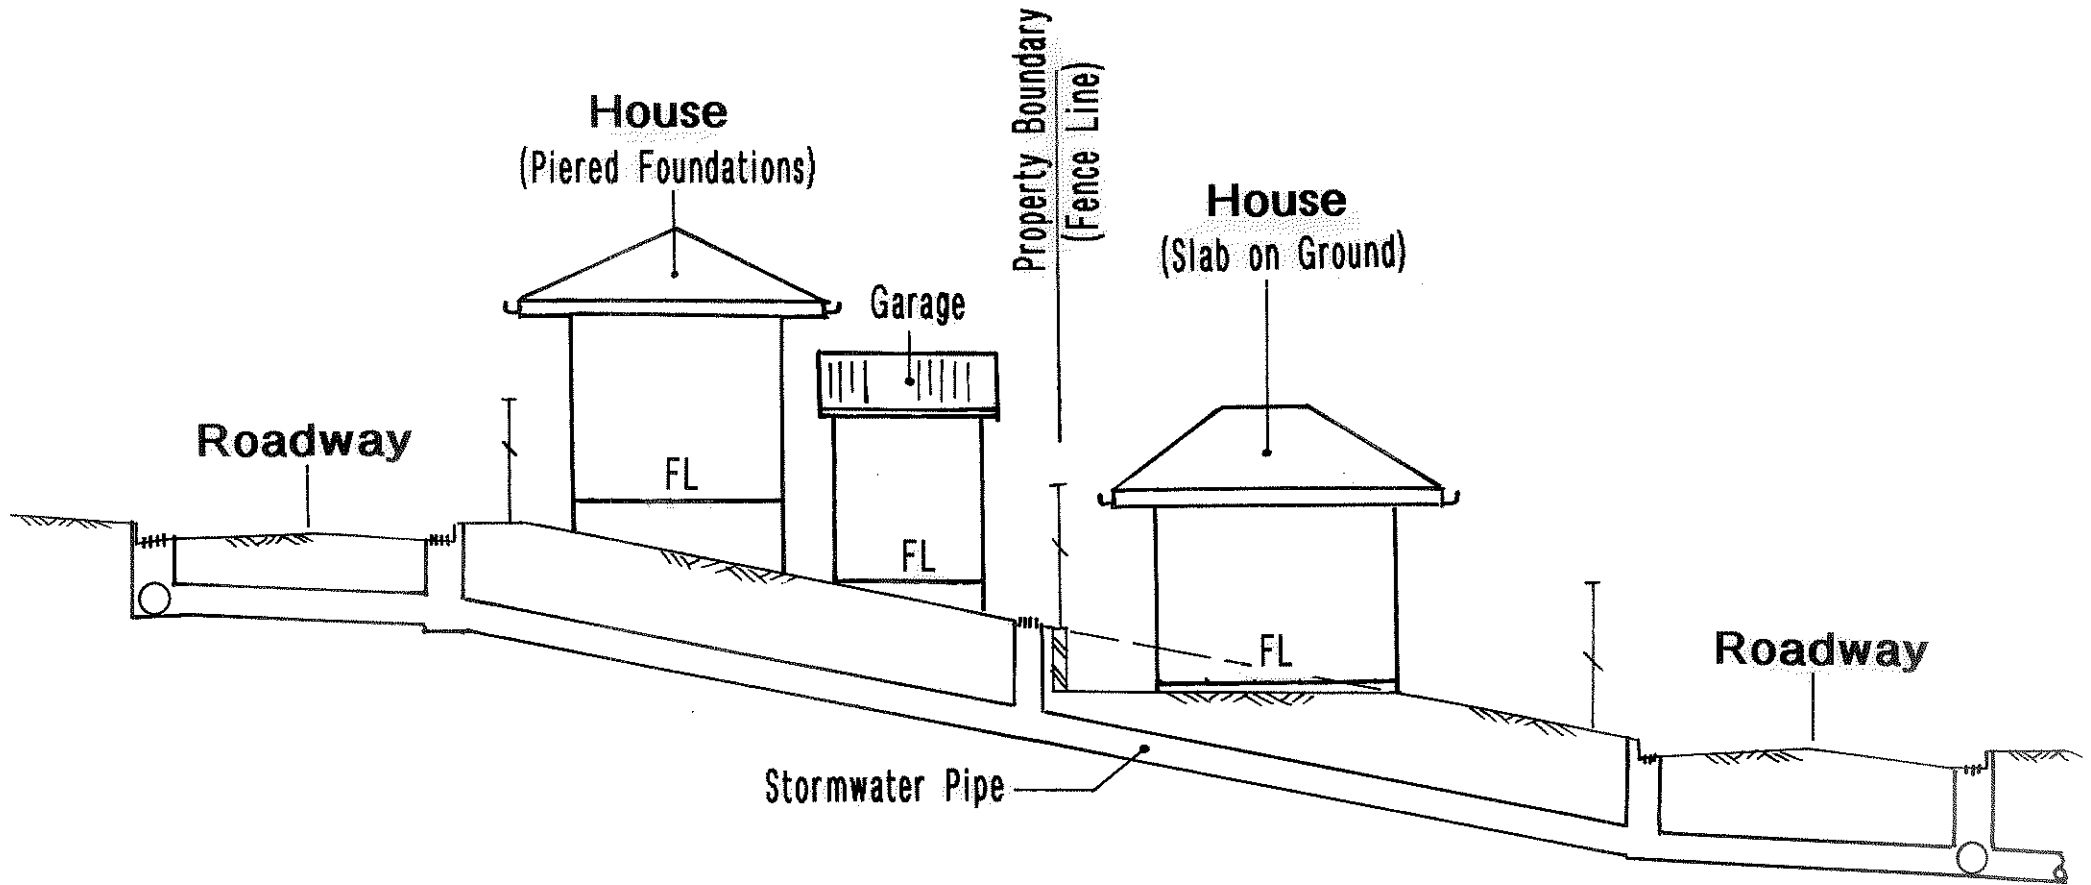 Property Boundary
(Fence Line)
House
(Piered Foundations)
House
(Slab on Ground)
Garage
Roadway
FL
FL
FL
Roadway
Stormwater Pipe